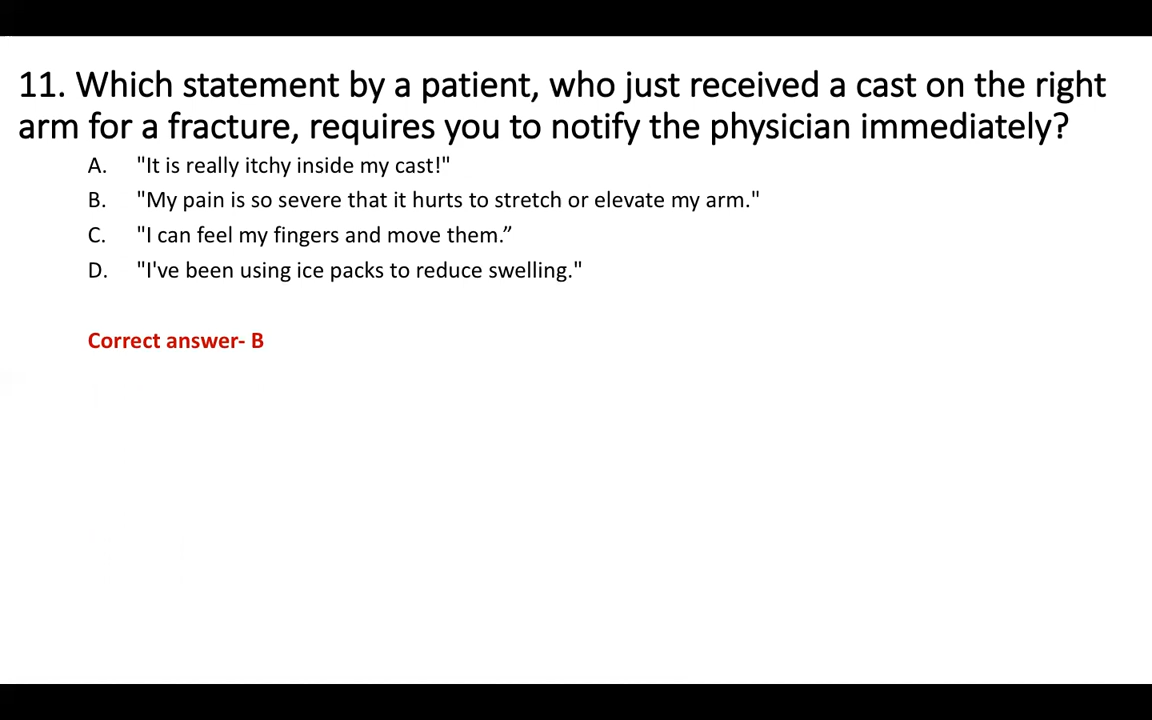 11. Which statement by a patient, who just received a cast on the right
arm for a fracture, requires you to notify the physician immediately?
A. "It is really itchy inside my cast!"
B. "My pain is so severe that it hurts to stretch or elevate my arm."
C. "I can feel my fingers and move them.”
D. "I've been using ice packs to reduce swelling."
Correct answer- B